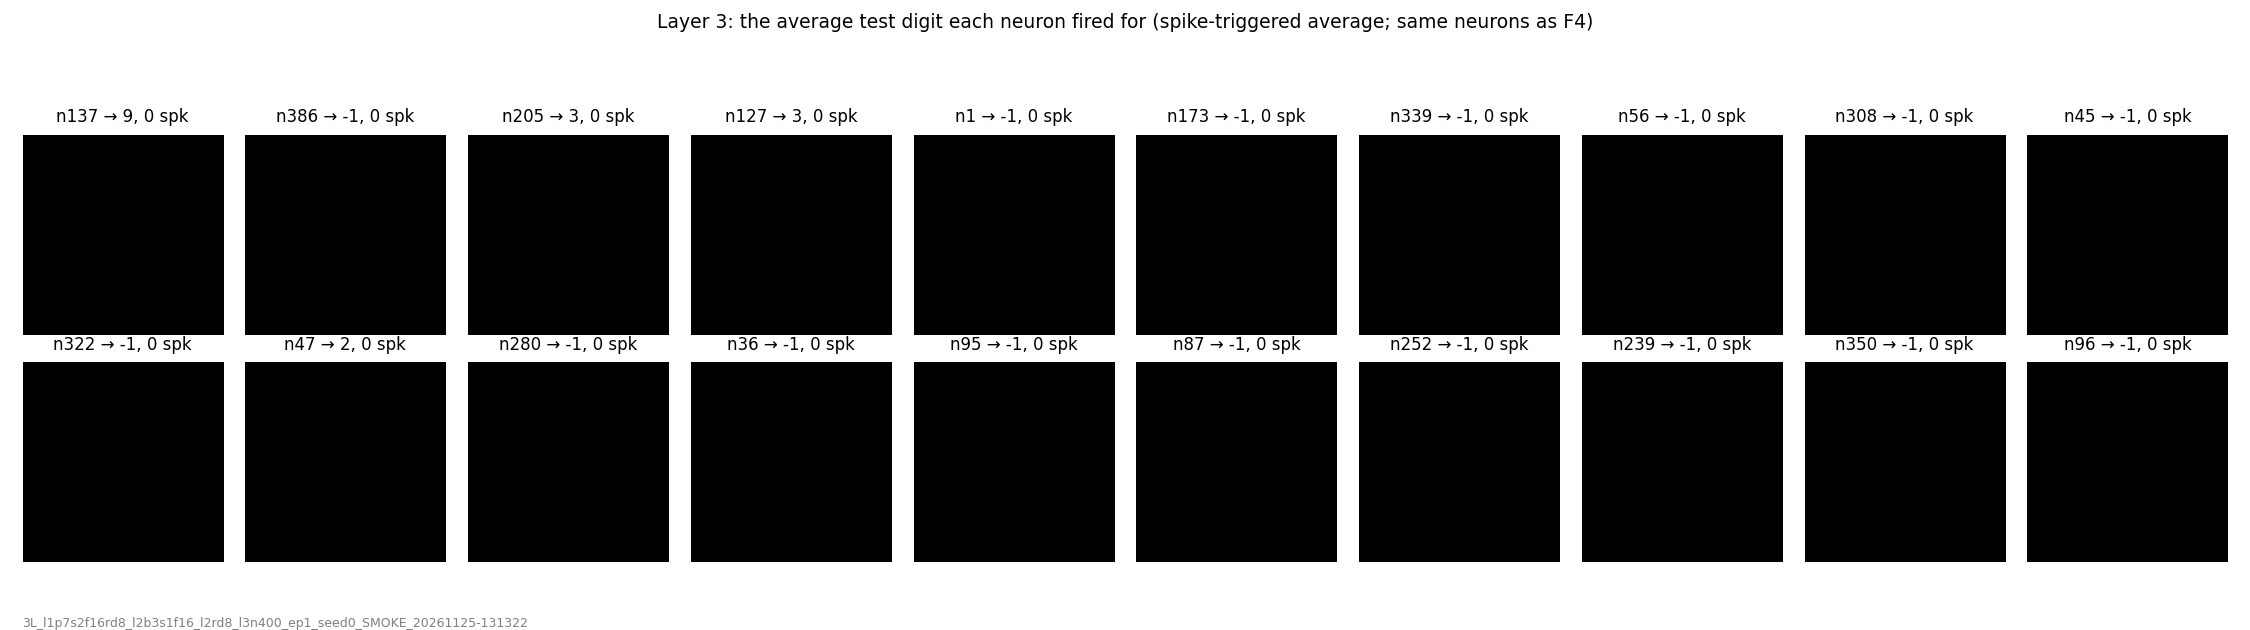 Layer 3: the average test digit each neuron fired for (spike-triggered average; same neurons as F4)
n137 → 9, 0 spk
n386 → -1, 0 spk
n205 → 3, 0 spk
n127 → 3, 0 spk
n1 → -1, 0 spk
n173 → -1, 0 spk
n339 → -1, 0 spk
n56 → -1, 0 spk
n308 → -1, 0 spk
n45 → -1, 0 spk
n322 → -1, 0 spk
n47 → 2, 0 spk
n280 → -1, 0 spk
n36 → -1, 0 spk
n95 → -1, 0 spk
n87 → -1, 0 spk
n252 → -1, 0 spk
n239 → -1, 0 spk
n350 → -1, 0 spk
n96 → -1, 0 spk
3L_l1p7s2f16rd8_l2b3s1f16_l2rd8_l3n400_ep1_seed0_SMOKE_20261125-131322